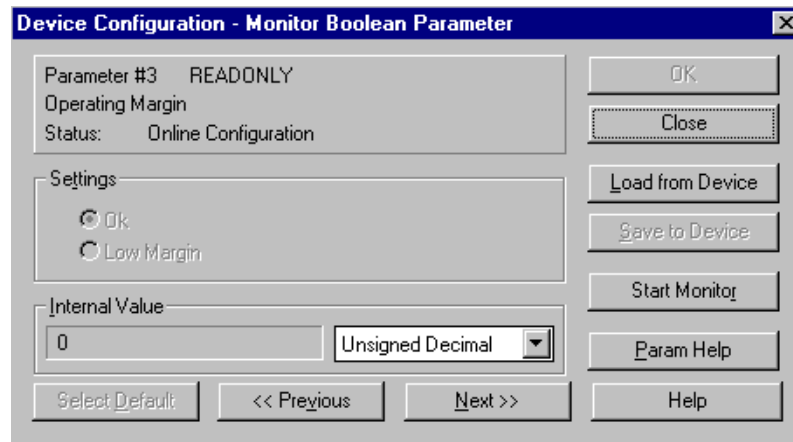 Device Configuration - Monitor Boolean Parameter
Parameter #3 READONLY
Operating Margin
Status: Online Configuration
Settings
Ok
Low Margin
Internal Value
0 Unsigned Decimal
Select Default << Previous Next >>
OK
Close
Load from Device
Save to Device
Start Monitor
Param Help
Help